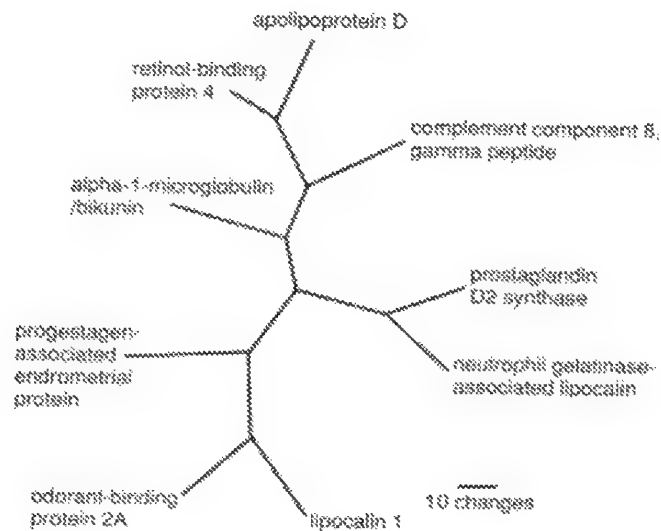 apolipoprotein D
retinol-binding
protein 4
complement component 8,
gamma peptide
alpha-1-microglobulin
/bikunin
prostaglandin
D2 synthase
progestagen-
associated
endrometrial
protein
neutrophil gelatinase-
associated lipocalin
odorant-binding
protein 2A
lipocalin 1
10 changes